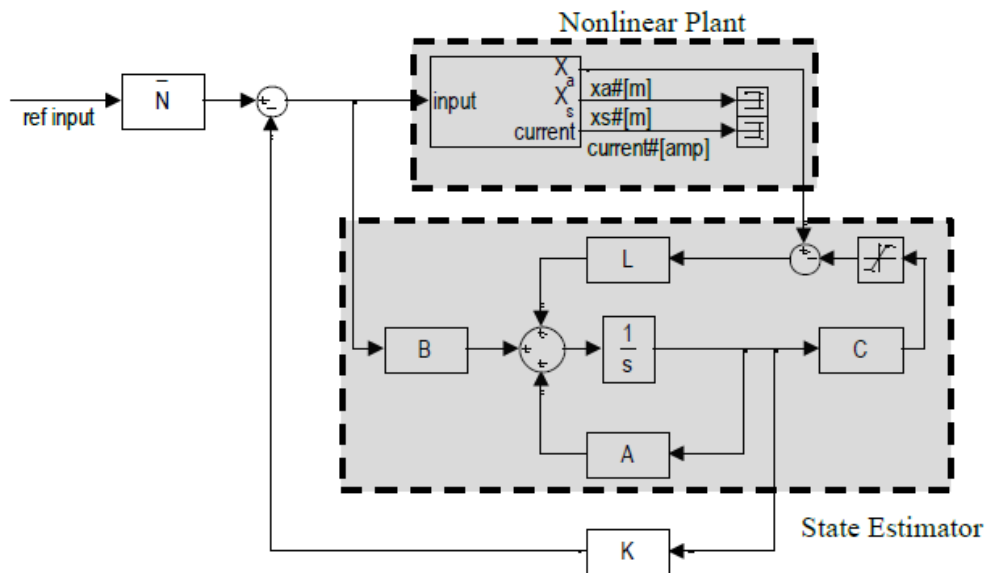 Nonlinear Plant
N̄
ref input
input
Xa
Xs
current
xa#[m]
xs#[m]
current#[amp]
L
B
1
s
C
A
K
State Estimator